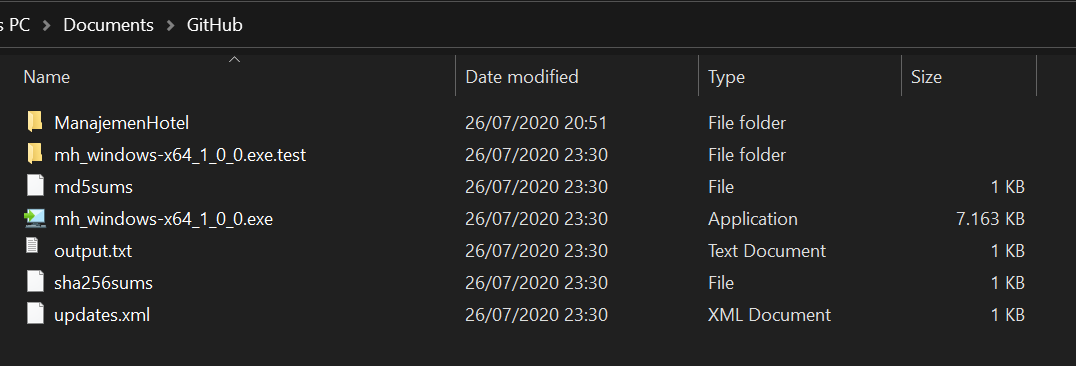 s PC > Documents > GitHub
Name Date modified Type Size
ManajemenHotel 26/07/2020 20:51 File folder
mh_windows-x64_1_0_0.exe.test 26/07/2020 23:30 File folder
md5sums 26/07/2020 23:30 File 1 KB
mh_windows-x64_1_0_0.exe 26/07/2020 23:30 Application 7.163 KB
output.txt 26/07/2020 23:30 Text Document 1 KB
sha256sums 26/07/2020 23:30 File 1 KB
updates.xml 26/07/2020 23:30 XML Document 1 KB